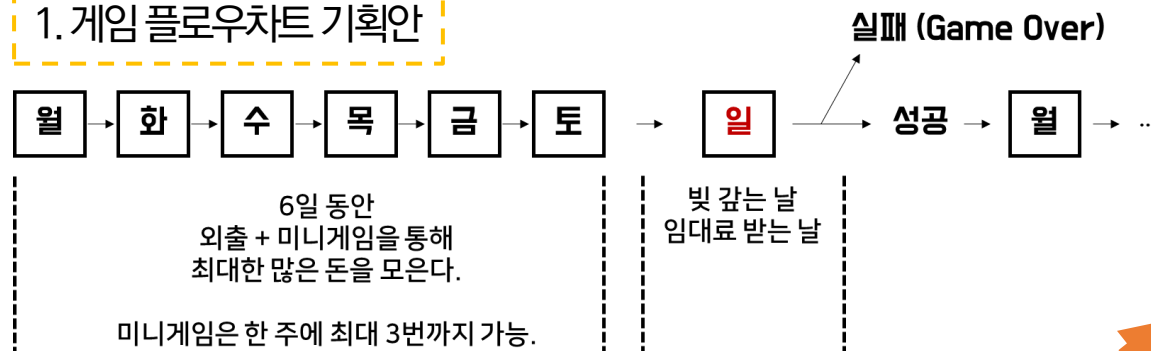 1. 게임 플로우차트 기획안
실패 (Game Over)
월 화 수 목 금 토 일 성공 월 ..
6일 동안
외출 + 미니게임을 통해
최대한 많은 돈을 모은다.
미니게임은 한 주에 최대 3번까지 가능.
빚 갚는 날
임대료 받는 날